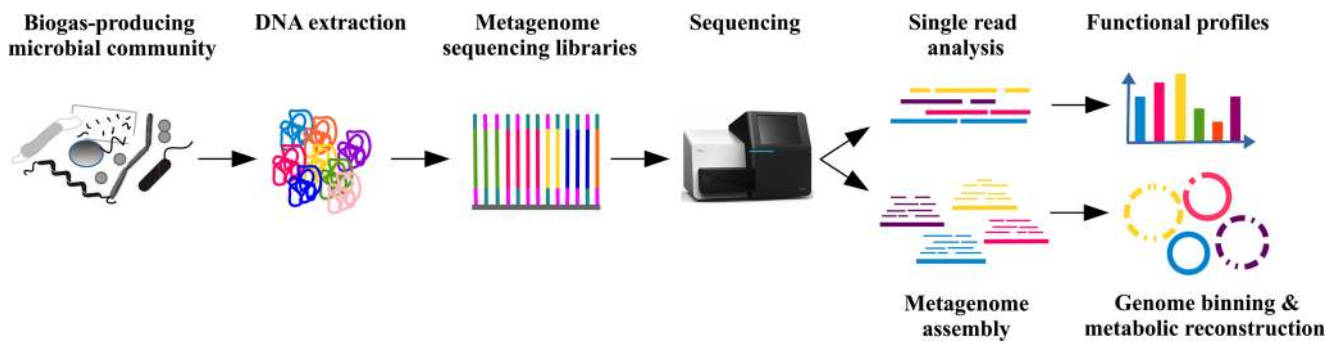 Biogas-producing
microbial community
DNA extraction
Metagenome
sequencing libraries
Sequencing
Single read
analysis
Functional profiles
Metagenome
assembly
Genome binning &
metabolic reconstruction